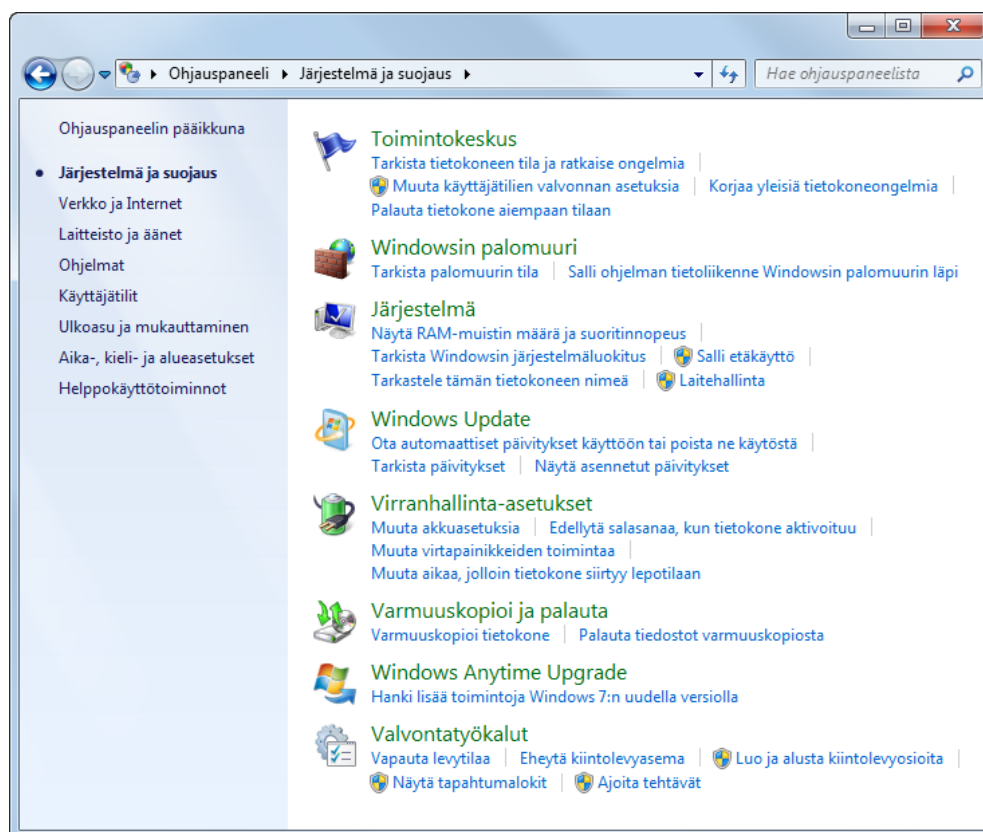 Ohjauspaneeli Järjestelmä ja suojaus
Hae ohjauspaneelista
Ohjauspaneelin pääikkuna
Järjestelmä ja suojaus
Verkko ja Internet
Laitteisto ja äänet
Ohjelmat
Käyttäjätilit
Ulkoasu ja mukauttaminen
Aika-, kieli- ja alueasetukset
Helppokäyttötoiminnot
Toimintokeskus
Tarkista tietokoneen tila ja ratkaise ongelmia
Muuta käyttäjätilien valvonnan asetuksia Korjaa yleisiä tietokoneongelmia
Palauta tietokone aiempaan tilaan
Windowsin palomuuri
Tarkista palomuurin tila Salli ohjelman tietoliikenne Windowsin palomuurin läpi
Järjestelmä
Näytä RAM-muistin määrä ja suoritinnopeus
Tarkista Windowsin järjestelmäluokitus Salli etäkäyttö
Tarkastele tämän tietokoneen nimeä Laitehallinta
Windows Update
Ota automaattiset päivitykset käyttöön tai poista ne käytöstä
Tarkista päivitykset Näytä asennetut päivitykset
Virranhallinta-asetukset
Muuta akkuasetuksia Edellytä salasanaa, kun tietokone aktivoituu
Muuta virtapainikkeiden toimintaa
Muuta aikaa, jolloin tietokone siirtyy lepotilaan
Varmuuskopioi ja palauta
Varmuuskopioi tietokone Palauta tiedostot varmuuskopiosta
Windows Anytime Upgrade
Hanki lisää toimintoja Windows 7:n uudella versiolla
Valvontatyökalut
Vapauta levytilaa Eheytä kiintolevyasema Luo ja alusta kiintolevyosioita
Näytä tapahtumalokit Ajoita tehtävät